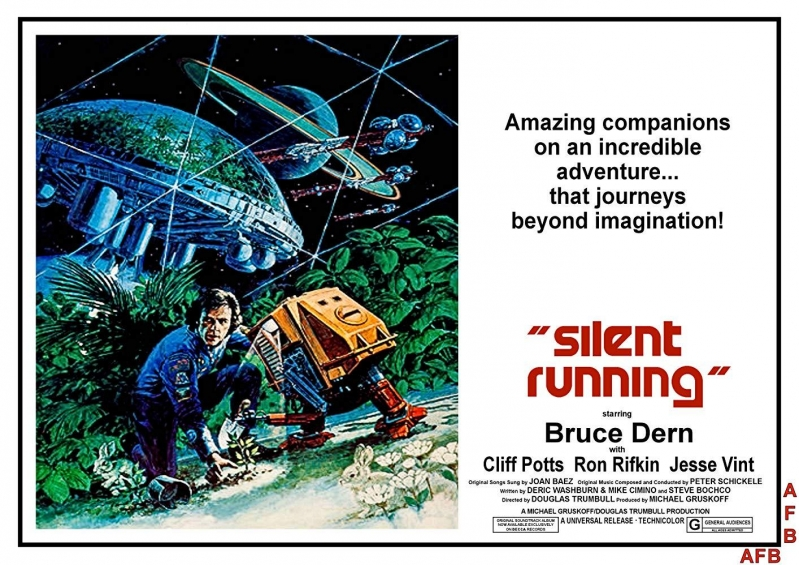 Amazing companions
on an incredible
adventure...
that journeys
beyond imagination!
"silent
running"
starring
Bruce Dern
with
Cliff Potts Ron Rifkin Jesse Vint
Original Songs Sung by JOAN BAEZ Original Music Composed and Conducted by PETER SCHICKELE
Written by DERIC WASHBURN & MIKE CIMINO and STEVE BOCHCO
Directed by DOUGLAS TRUMBULL Produced by MICHAEL GRUSKOFF
A MICHAEL GRUSKOFF/DOUGLAS TRUMBULL PRODUCTION
ORIGINAL SOUNDTRACK ALBUM
NOW AVAILABLE EXCLUSIVELY
ON DECCA RECORDS
A UNIVERSAL RELEASE · TECHNICOLOR
G GENERAL AUDIENCES
ALL AGES ADMITTED
A
F
B
AFB